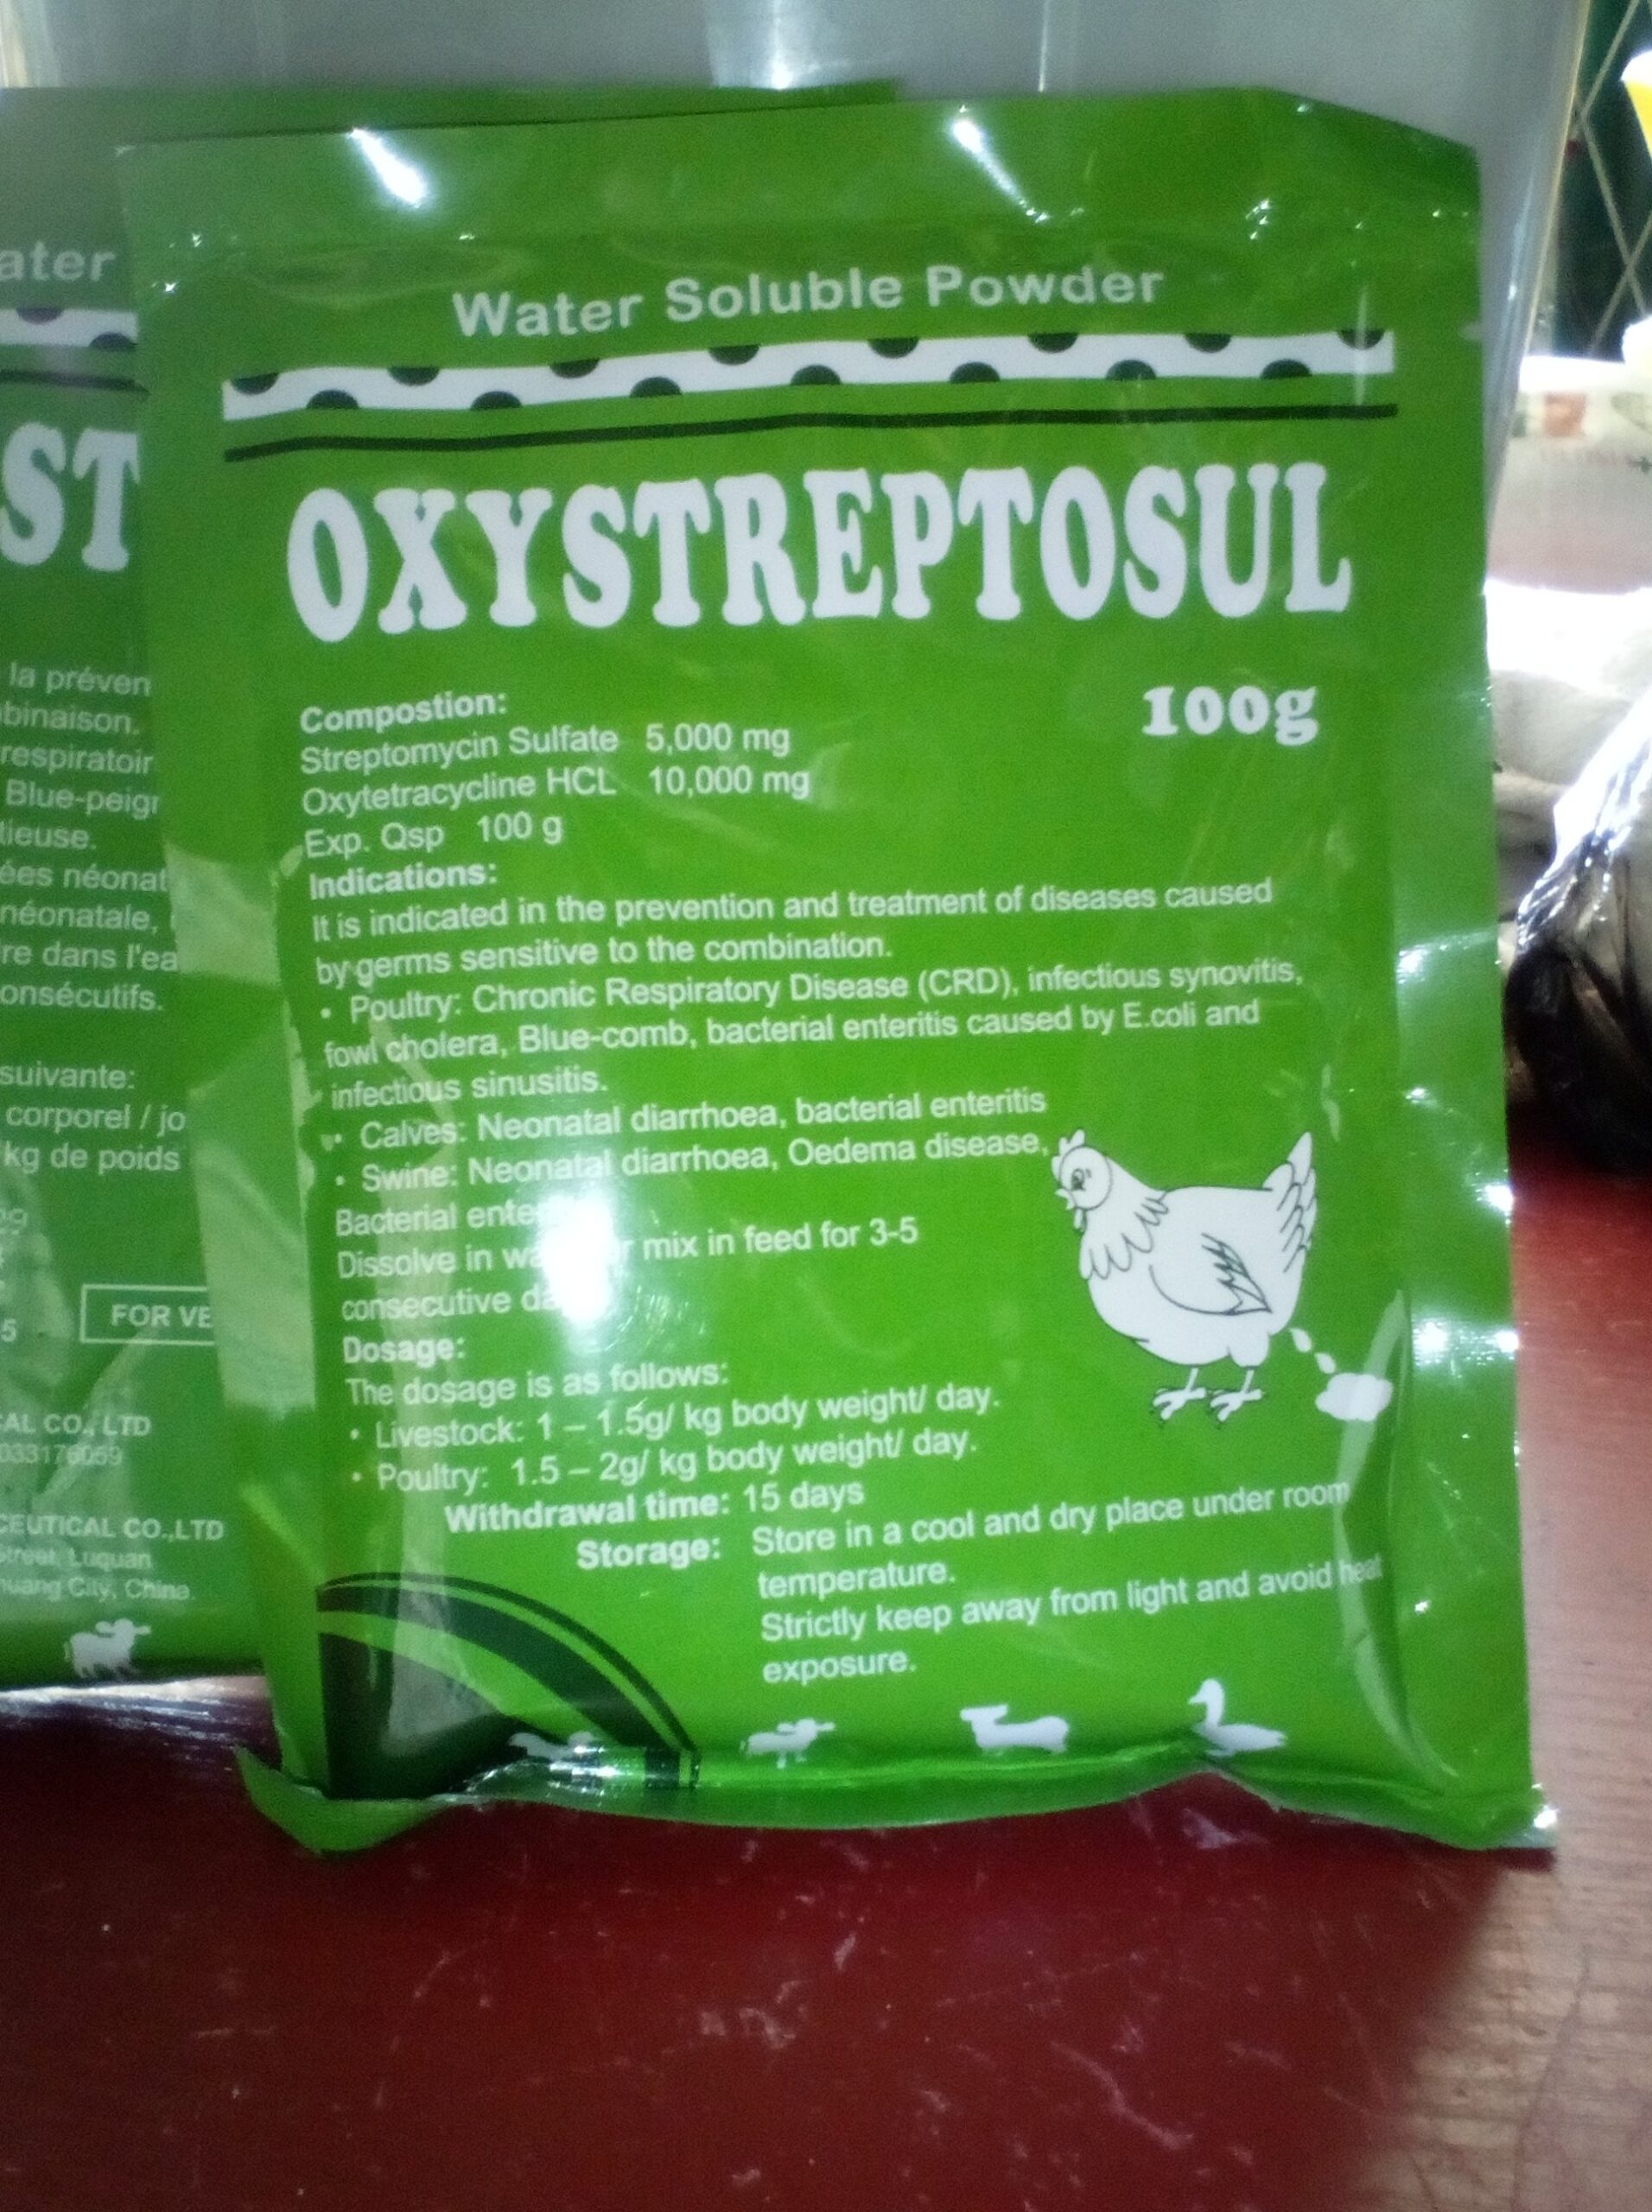 Water Soluble Powder
OXYSTREPTOSUL
100g
Compostion:
Streptomycin Sulfate 5,000 mg
Oxytetracycline HCL 10,000 mg
Exp. Qsp 100 g
Indications:
It is indicated in the prevention and treatment of diseases caused
by germs sensitive to the combination.
• Poultry: Chronic Respiratory Disease (CRD), infectious synovitis,
fowl cholera, Blue-comb, bacterial enteritis caused by E.coli and
infectious sinusitis.
• Calves: Neonatal diarrhoea, bacterial enteritis
• Swine: Neonatal diarrhoea, Oedema disease,
Bacterial
Dissolve in mix in feed for 3-5
consecutive
Dosage:
The dosage is as follows:
• Livestock: 1 – 1.5g/ kg body weight/ day.
• Poultry: 1.5 – 2g/ kg body weight/ day.
Withdrawal time: 15 days
Storage: Store in a cool and dry place under room
temperature.
Strictly keep away from light and avoid heat
exposure.
ater
ST
la préven
binaison.
respiratoir
Blue-peign
tieuse.
ées néonat
néonatale,
re dans l'ea
onsécutifs.
suivante:
corporel / jo
kg de poids
5
FOR VE
AL CO., LTD
CEUTICAL CO.,LTD
Street, Luquan
huang City, China.